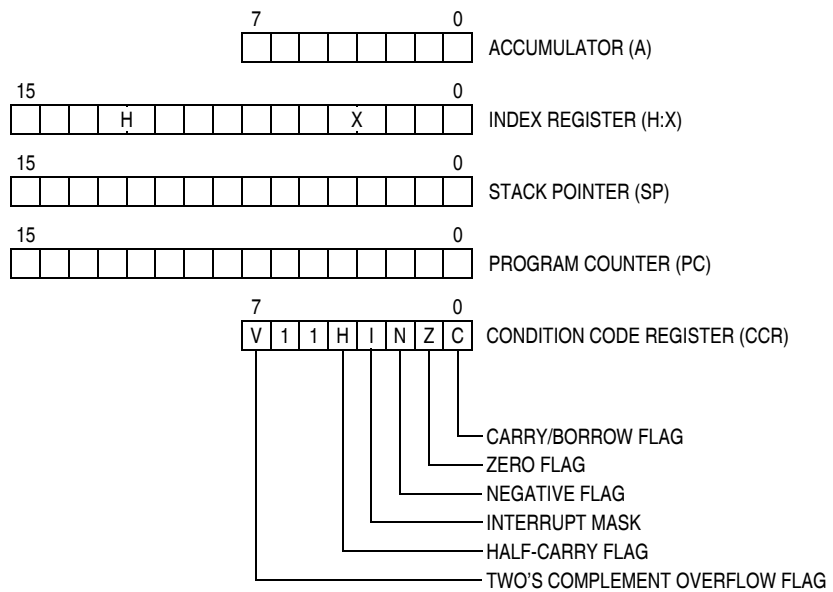 7 0
ACCUMULATOR (A)
15 0
H X INDEX REGISTER (H:X)
15 0
STACK POINTER (SP)
15 0
PROGRAM COUNTER (PC)
7 0
V 1 1 H I N Z C CONDITION CODE REGISTER (CCR)
CARRY/BORROW FLAG
ZERO FLAG
NEGATIVE FLAG
INTERRUPT MASK
HALF-CARRY FLAG
TWO'S COMPLEMENT OVERFLOW FLAG